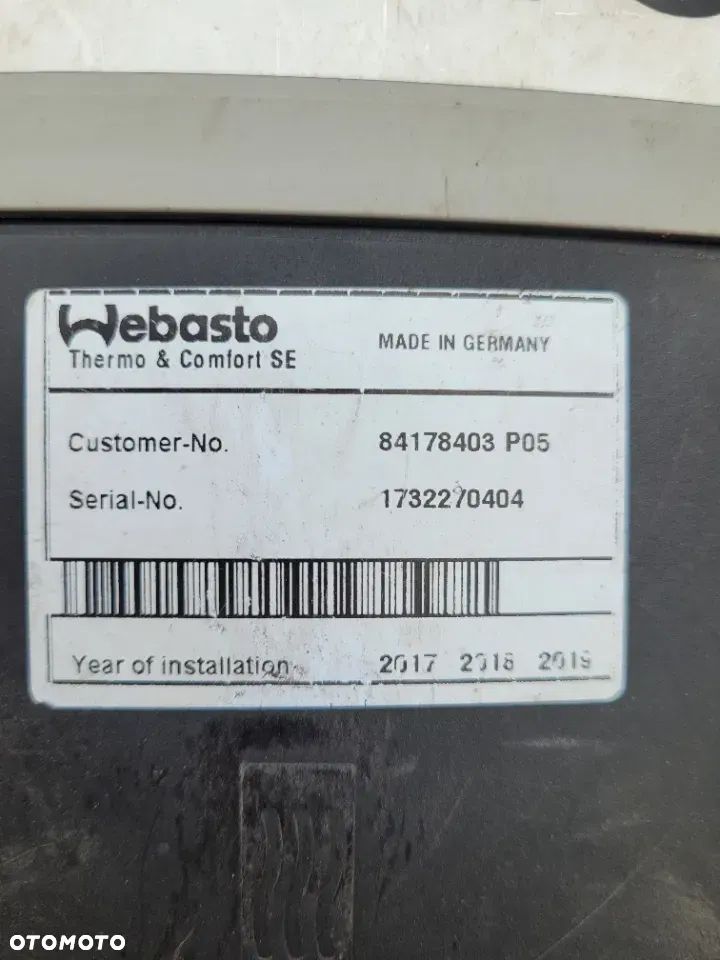 Webasto
Thermo & Comfort SE
MADE IN GERMANY
Customer-No. 84178403 P05
Serial-No. 1732270404
Year of installation 2017 2018 2019
OTOMOTO